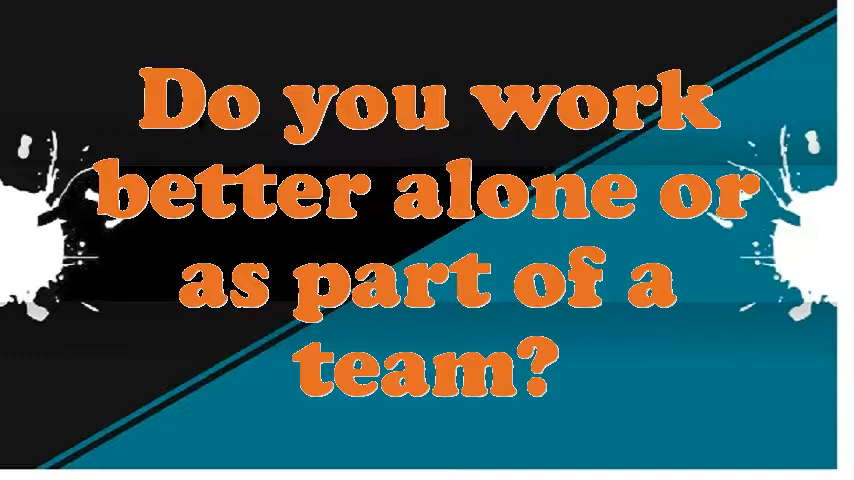 Do you work
better alone or
as part of a
team?